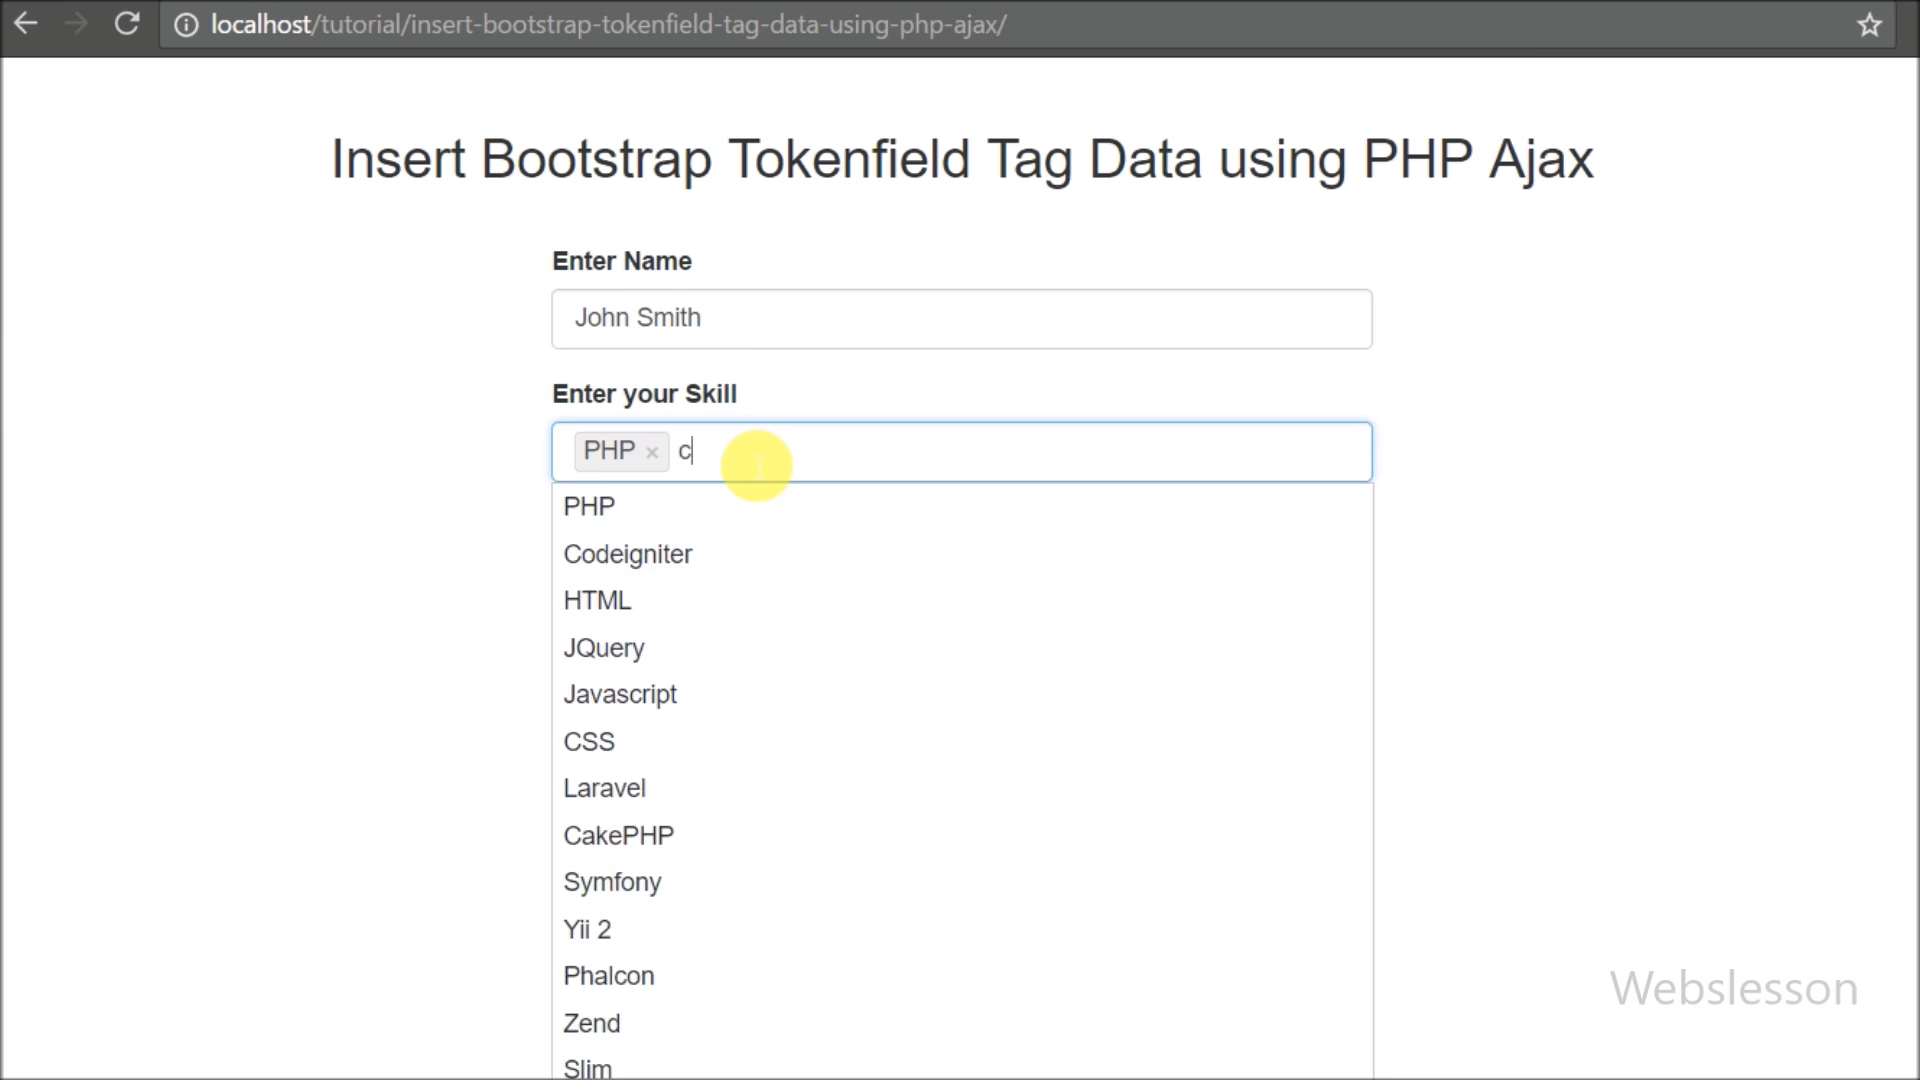 localhost/tutorial/insert-bootstrap-tokenfield-tag-data-using-php-ajax/
Insert Bootstrap Tokenfield Tag Data using PHP Ajax
Enter Name
John Smith
Enter your Skill
PHP × c
PHP
Codeigniter
HTML
JQuery
Javascript
CSS
Laravel
CakePHP
Symfony
Yii 2
Phalcon
Zend
Slim
Webslesson